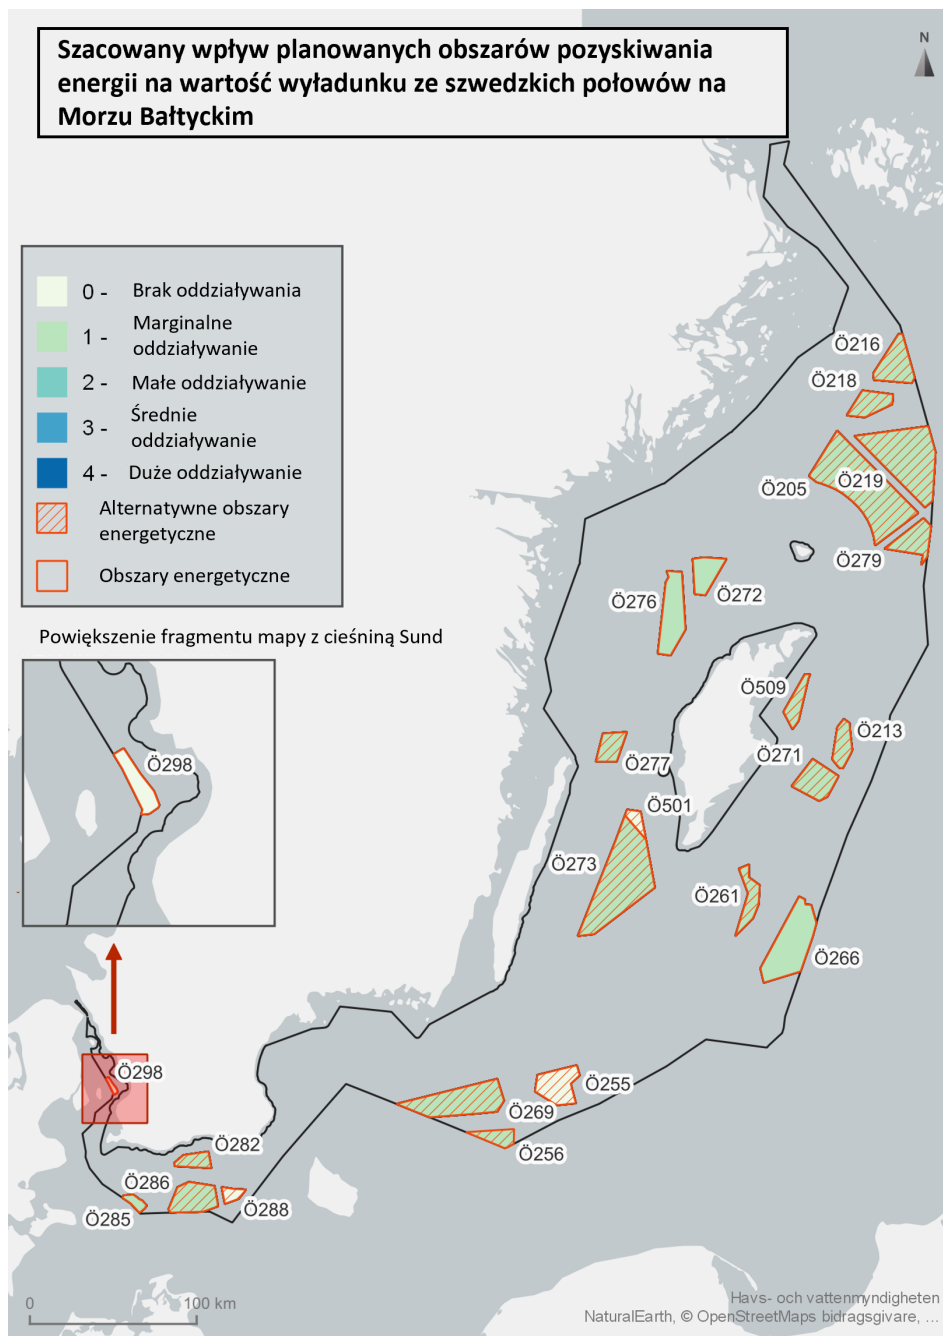 Szacowany wpływ planowanych obszarów pozyskiwania
energii na wartość wyładunku ze szwedzkich połowów na
Morzu Bałtyckim
N
0 - Brak oddziaływania
1 - Marginalne
oddziaływanie
2 - Małe oddziaływanie
3 - Średnie
oddziaływanie
4 - Duże oddziaływanie
Alternatywne obszary
energetyczne
Obszary energetyczne
Powiększenie fragmentu mapy z cieśniną Sund
Ö298
Ö216
Ö218
Ö219
Ö205
Ö279
Ö272
Ö276
Ö509
Ö213
Ö271
Ö277
Ö501
Ö273
Ö261
Ö266
Ö298
Ö255
Ö269
Ö256
Ö282
Ö286
Ö288
Ö285
0 100 km
Havs- och vattenmyndigheten
NaturalEarth, © OpenStreetMaps bidragsgivare, ...